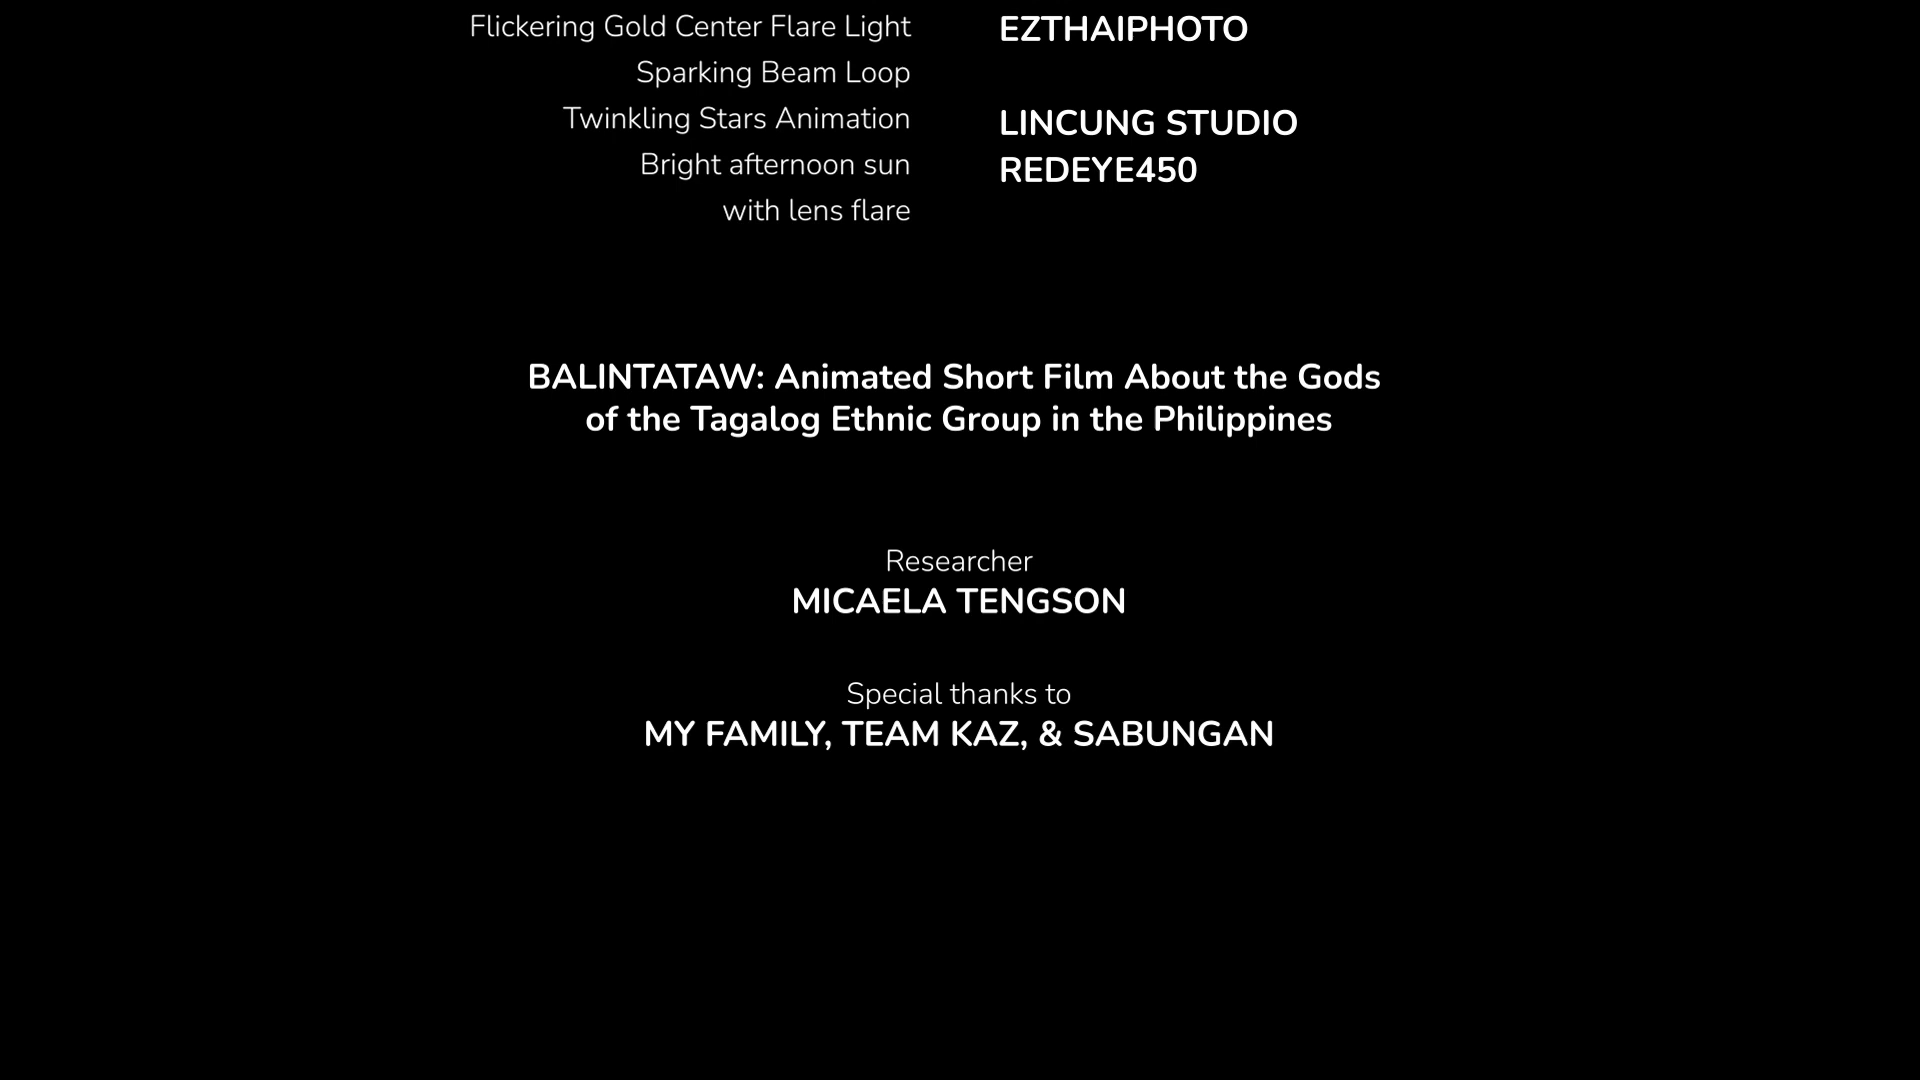 Flickering Gold Center Flare Light EZTHAIPHOTO
Sparking Beam Loop
Twinkling Stars Animation LINCUNG STUDIO
Bright afternoon sun REDEYE450
with lens flare
BALINTATAW: Animated Short Film About the Gods
of the Tagalog Ethnic Group in the Philippines
Researcher
MICAELA TENGSON
Special thanks to
MY FAMILY, TEAM KAZ, & SABUNGAN